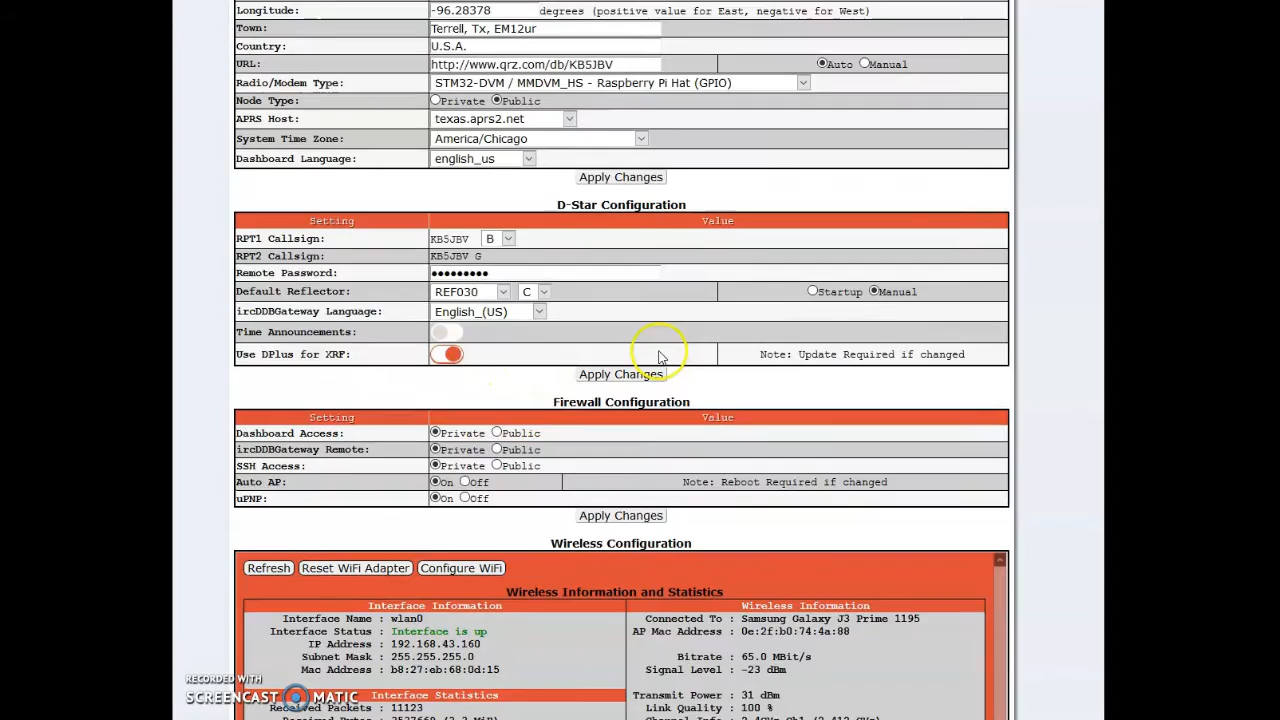 Longitude: -96.28378 degrees (positive value for East, negative for West)
Town: Terrell, Tx, EM12ur
Country: U.S.A.
URL: http://www.qrz.com/db/KB5JBV Auto Manual
Radio/Modem Type: STM32-DVM / MMDVM_HS - Raspberry Pi Hat (GPIO)
Node Type: Private Public
APRS Host: texas.aprs2.net
System Time Zone: America/Chicago
Dashboard Language: english_us
Apply Changes
D-Star Configuration
Setting Value
RPT1 Callsign: KB5JBV B
RPT2 Callsign: KB5JBV G
Remote Password: ●●●●●●●●●
Default Reflector: REF030 C Startup Manual
ircDDBGateway Language: English_(US)
Time Announcements:
Use DPlus for XRF: Note: Update Required if changed
Apply Changes
Firewall Configuration
Setting Value
Dashboard Access: Private Public
ircDDBGateway Remote: Private Public
SSH Access: Private Public
Auto AP: On Off Note: Reboot Required if changed
uPNP: On Off
Apply Changes
Wireless Configuration
Refresh Reset WiFi Adapter Configure WiFi
Wireless Information and Statistics
Interface Information Wireless Information
Interface Name : wlan0 Connected To : Samsung Galaxy J3 Prime 1195
Interface Status : Interface is up AP Mac Address : 0e:2f:b0:74:4a:88
IP Address : 192.168.43.160
Subnet Mask : 255.255.255.0 Bitrate : 65.0 MBit/s
Mac Address : b8:27:eb:68:0d:15 Signal Level : -23 dBm
Interface Statistics Transmit Power : 31 dBm
Received Packets : 11123 Link Quality : 100 %
RECORDED WITH
SCREENCAST MATIC